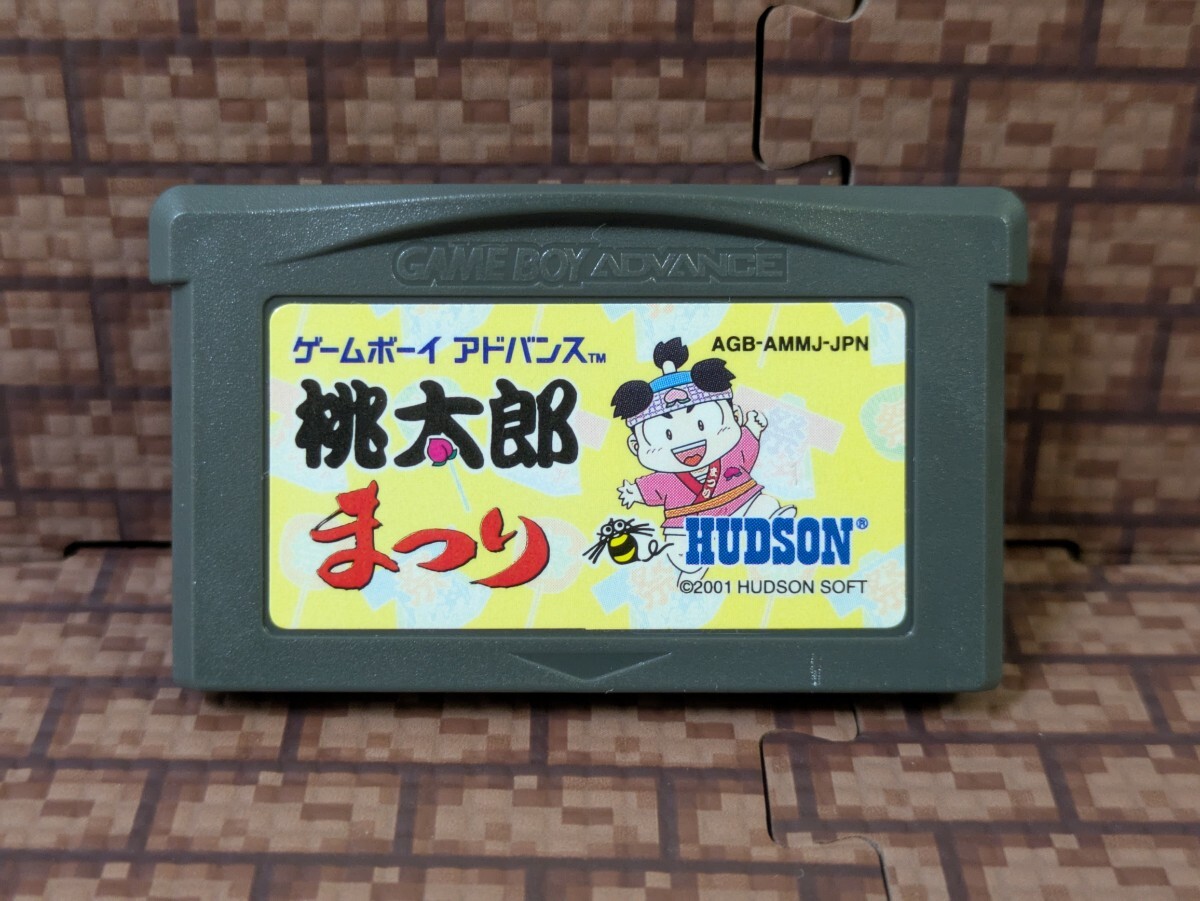 GAME BOY ADVANCE
ゲームボーイ アドバンス™
AGB-AMMJ-JPN
桃太郎
まつり
HUDSON®
©2001 HUDSON SOFT